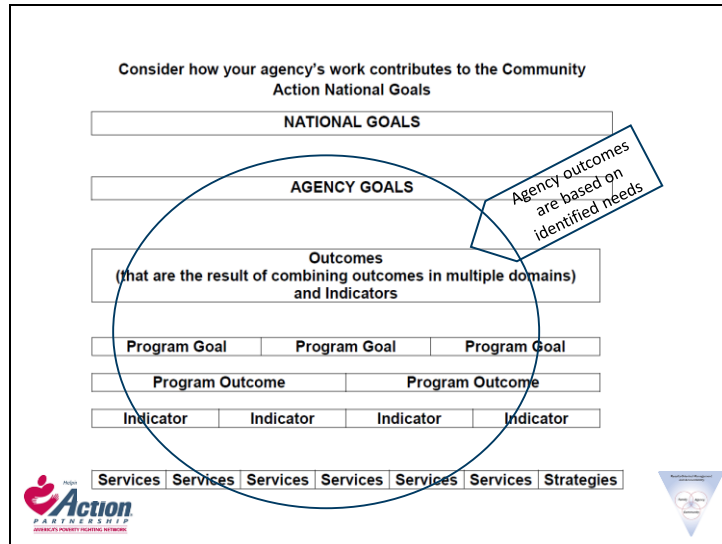 Consider how your agency's work contributes to the Community
Action National Goals
NATIONAL GOALS
AGENCY GOALS
Agency outcomes
are based on
identified needs
Outcomes
(that are the result of combining outcomes in multiple domains)
and Indicators
Program Goal Program Goal Program Goal
Program Outcome Program Outcome
Indicator Indicator Indicator Indicator
Services Services Services Services Services Services Strategies
Helps
Action
PARTNERSHIP
AMERICA'S POVERTY FIGHTING NETWORK